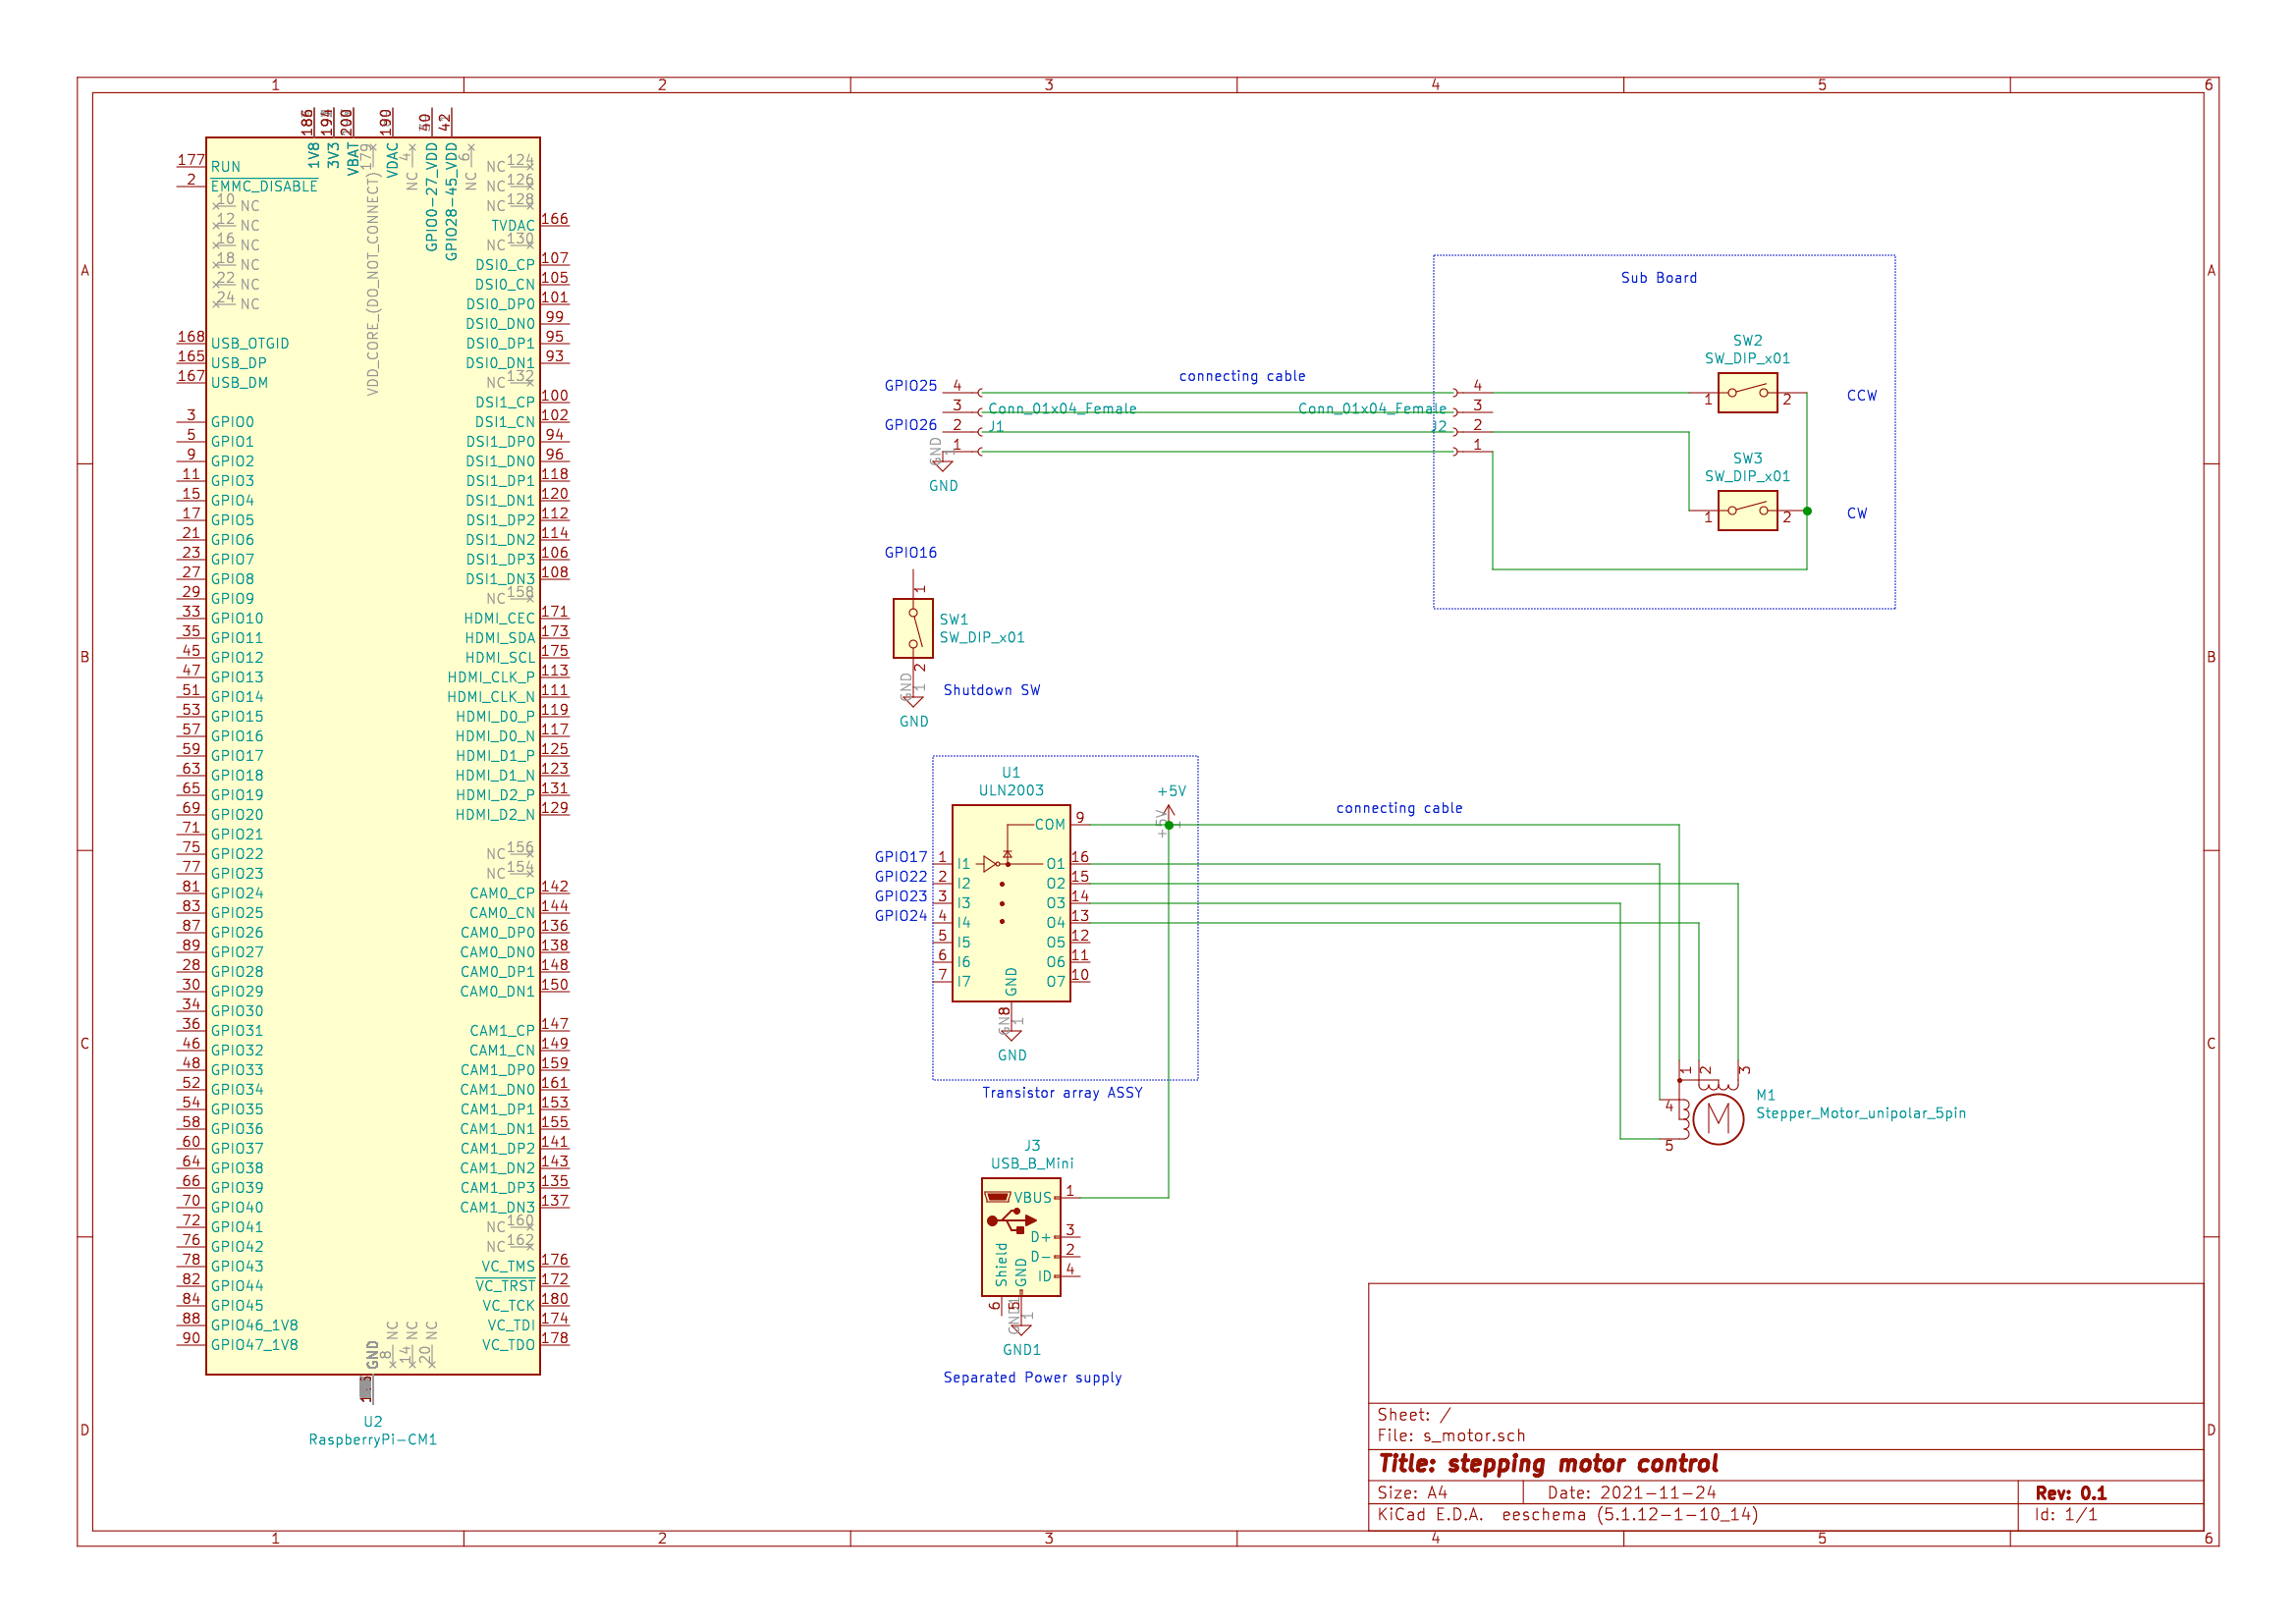 1 2 3 4 5 6
A
B
C
D
186 194 200 190 40 42
1V8 3V3 VBAT VDAC GPIO0-27_VDD GPIO28-45_VDD
179 VDD_CORE_(DO_NOT_CONNECT)
4 NC
6 NC
177 RUN
2 EMMC_DISABLE
10 NC
12 NC
16 NC
18 NC
22 NC
24 NC
168 USB_OTGID
165 USB_DP
167 USB_DM
3 GPIO0
5 GPIO1
9 GPIO2
11 GPIO3
15 GPIO4
17 GPIO5
21 GPIO6
23 GPIO7
27 GPIO8
29 GPIO9
33 GPIO10
35 GPIO11
45 GPIO12
47 GPIO13
51 GPIO14
53 GPIO15
57 GPIO16
59 GPIO17
63 GPIO18
65 GPIO19
69 GPIO20
71 GPIO21
75 GPIO22
77 GPIO23
81 GPIO24
83 GPIO25
87 GPIO26
89 GPIO27
28 GPIO28
30 GPIO29
34 GPIO30
36 GPIO31
46 GPIO32
48 GPIO33
52 GPIO34
54 GPIO35
58 GPIO36
60 GPIO37
64 GPIO38
66 GPIO39
70 GPIO40
72 GPIO41
76 GPIO42
78 GPIO43
82 GPIO44
84 GPIO45
88 GPIO46_1V8
90 GPIO47_1V8
NC 124
NC 126
NC 128
TVDAC 166
NC 130
DSI0_CP 107
DSI0_CN 105
DSI0_DP0 101
DSI0_DN0 99
DSI0_DP1 95
DSI0_DN1 93
NC 132
DSI1_CP 100
DSI1_CN 102
DSI1_DP0 94
DSI1_DN0 96
DSI1_DP1 118
DSI1_DN1 120
DSI1_DP2 112
DSI1_DN2 114
DSI1_DP3 106
DSI1_DN3 108
NC 158
HDMI_CEC 171
HDMI_SDA 173
HDMI_SCL 175
HDMI_CLK_P 113
HDMI_CLK_N 111
HDMI_D0_P 119
HDMI_D0_N 117
HDMI_D1_P 125
HDMI_D1_N 123
HDMI_D2_P 131
HDMI_D2_N 129
NC 156
NC 154
CAM0_CP 142
CAM0_CN 144
CAM0_DP0 136
CAM0_DN0 138
CAM0_DP1 148
CAM0_DN1 150
CAM1_CP 147
CAM1_CN 149
CAM1_DP0 159
CAM1_DN0 161
CAM1_DP1 153
CAM1_DN1 155
CAM1_DP2 141
CAM1_DN2 143
CAM1_DP3 135
CAM1_DN3 137
NC 160
NC 162
VC_TMS 176
VC_TRST 172
VC_TCK 180
VC_TDI 174
VC_TDO 178
GND
8 NC
14 NC
20 NC
U2
RaspberryPi-CM1
GPIO25
GPIO26
4
3 Conn_01x04_Female
2 J1
1
GND 1
GND
connecting cable
Conn_01x04_Female 3
J2 2
4
1
Sub Board
SW2
SW_DIP_x01
1 2
CCW
SW3
SW_DIP_x01
1 2
CW
GPIO16
1
SW1
SW_DIP_x01
2
GND 1
Shutdown SW
GND
U1
ULN2003
+5V
+5V 1
connecting cable
COM 9
GPIO17 1 I1 O1 16
GPIO22 2 I2 O2 15
GPIO23 3 I3 O3 14
GPIO24 4 I4 O4 13
5 I5 O5 12
6 I6 O6 11
7 I7 O7 10
GND
8 1
GND
Transistor array ASSY
1 2 3
4
5
M
M1
Stepper_Motor_unipolar_5pin
J3
USB_B_Mini
VBUS 1
D+ 3
D- 2
ID 4
Shield GND
6 5
GND1 1
GND1
Separated Power supply
Sheet: /
File: s_motor.sch
Title: stepping motor control
Size: A4 Date: 2021-11-24 Rev: 0.1
KiCad E.D.A. eeschema (5.1.12-1-10_14) Id: 1/1
1 2 3 4 5 6
A
B
C
D